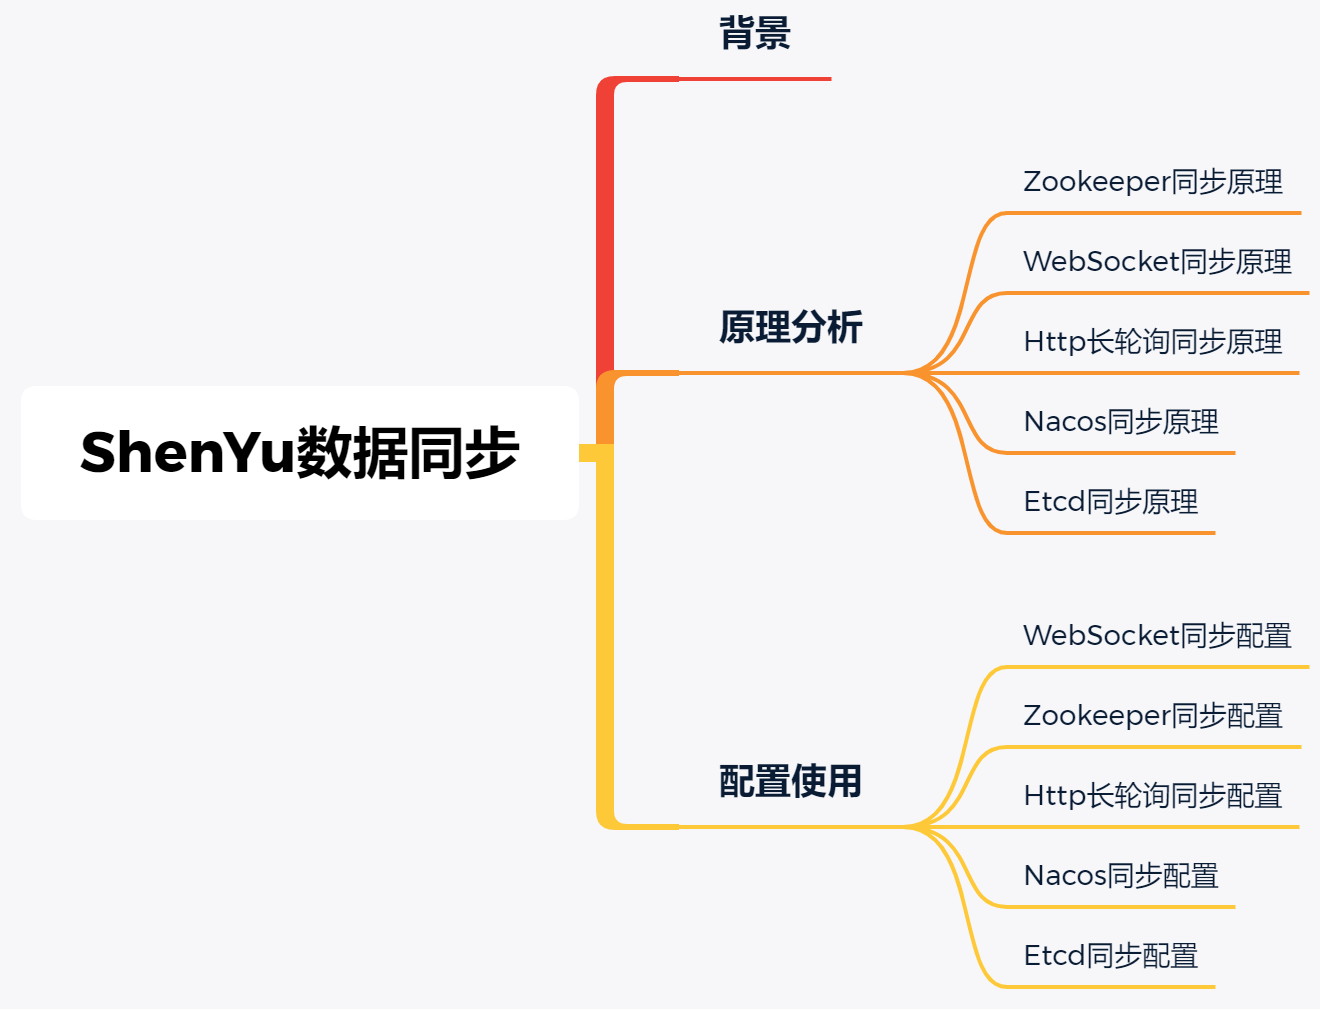 ShenYu数据同步
背景
原理分析
Zookeeper同步原理
WebSocket同步原理
Http长轮询同步原理
Nacos同步原理
Etcd同步原理
配置使用
WebSocket同步配置
Zookeeper同步配置
Http长轮询同步配置
Nacos同步配置
Etcd同步配置